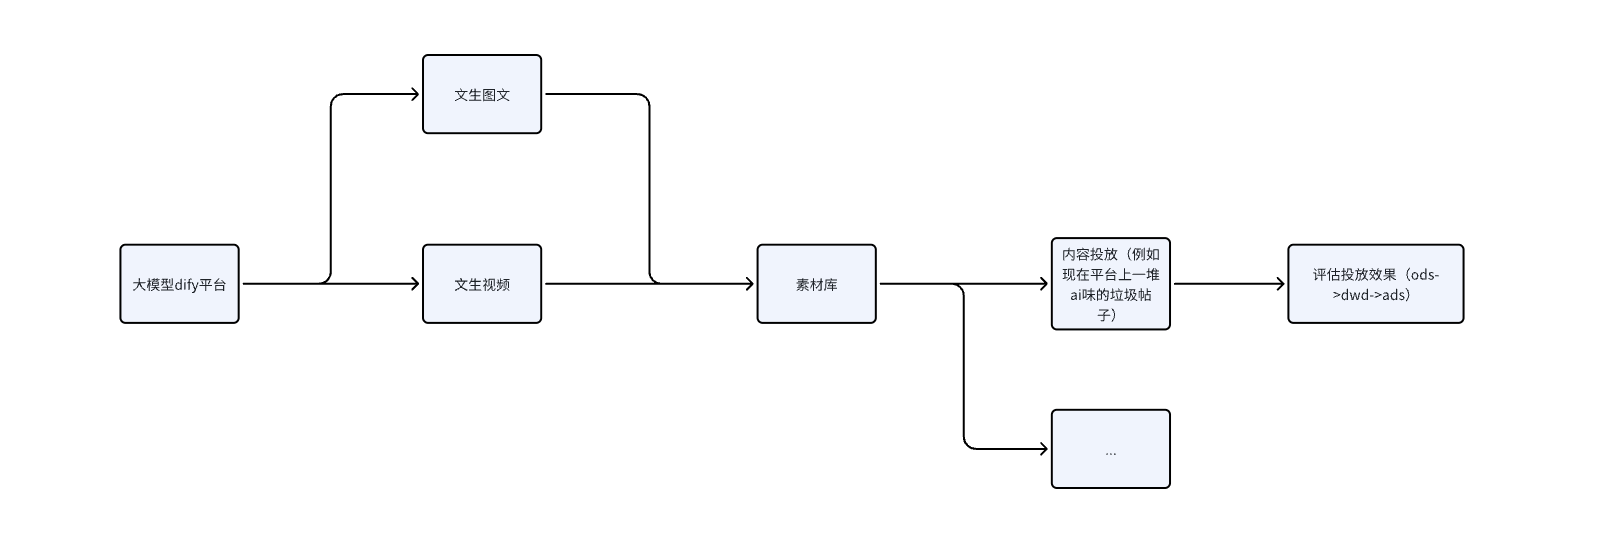 文生图文
大模型dify平台
文生视频
素材库
内容投放（例如
现在平台上一堆
ai味的垃圾帖
子）
评估投放效果（ods-
>dwd->ads）
...